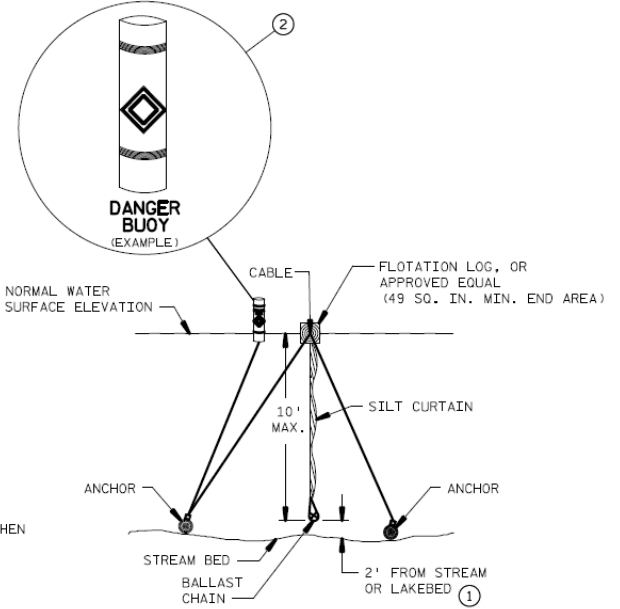 ②
DANGER
BUOY
(EXAMPLE)
CABLE
FLOTATION LOG, OR
APPROVED EQUAL
(49 SQ. IN. MIN. END AREA)
NORMAL WATER
SURFACE ELEVATION
10'
MAX.
SILT CURTAIN
ANCHOR
ANCHOR
HEN
STREAM BED
BALLAST
CHAIN
2' FROM STREAM
OR LAKEBED ①